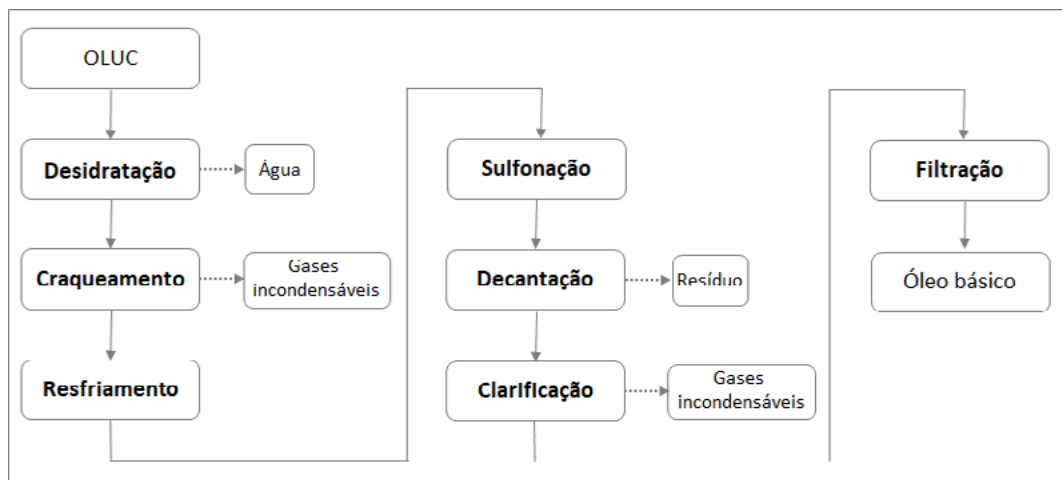 OLUC
Desidratação
Água
Craqueamento
Gases
incondensáveis
Resfriamento
Sulfonação
Decantação
Resíduo
Clarificação
Gases
incondensáveis
Filtração
Óleo básico